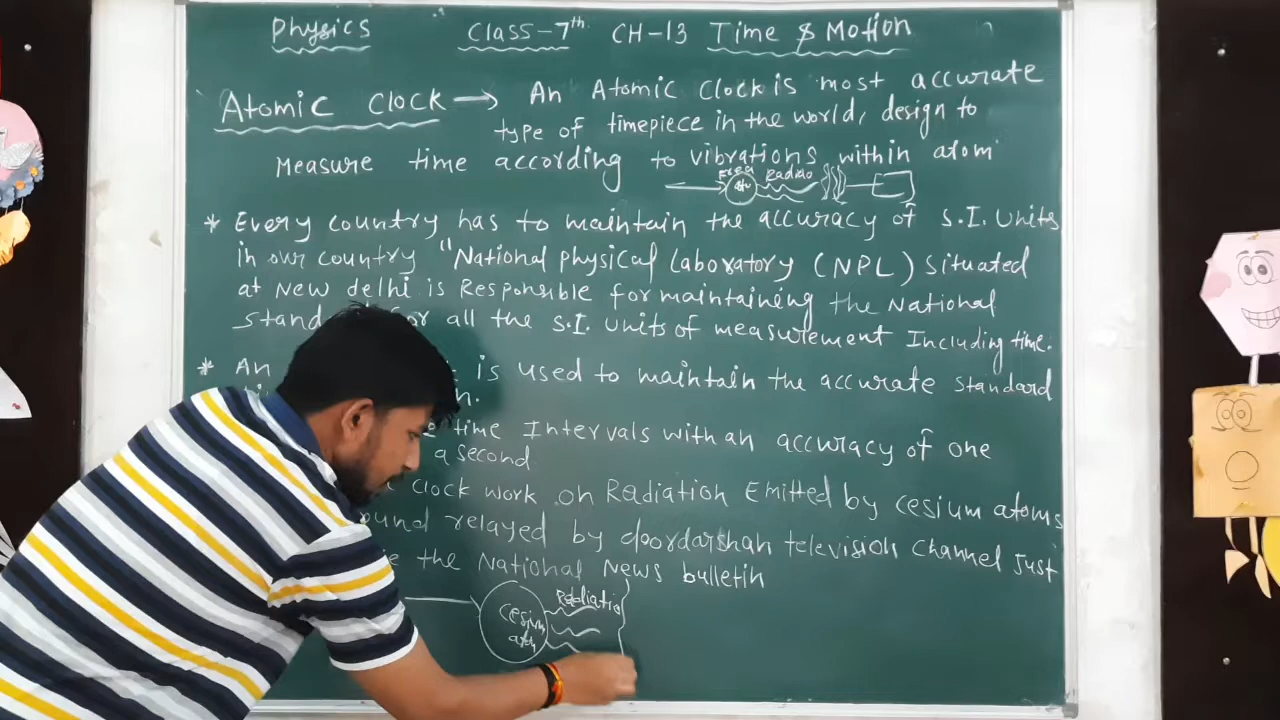 Physics Class-7th CH-13 Time & Motion
Atomic Clock → An Atomic Clock is most accurate
type of timepiece in the world, design to
Measure time according to vibrations within atom
Radio
* Every country has to maintain the accuracy of S.I. Units
in our country "National physical Laboratory (NPL) situated
at New delhi is Responsible for maintaining the National
stand for all the S.I. Units of measurement Including time.
* An is used to maintain the accurate standard
time Intervals with an accuracy of one
a second
clock work on Radiation Emitted by cesium atoms
ound relayed by doordarshan television channel Just
the National News bulletin
cesium Radiatio